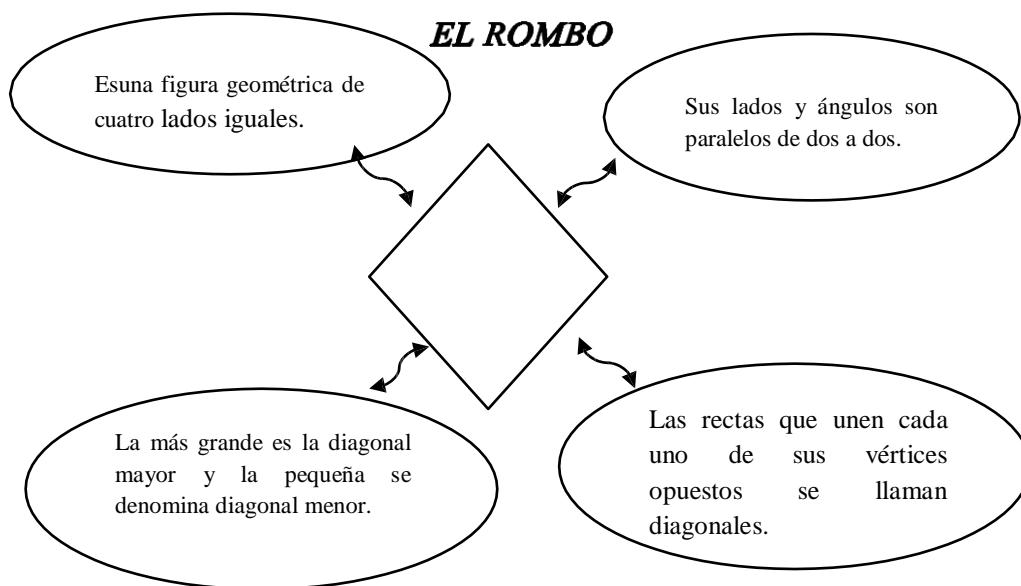 EL ROMBO
Esuna figura geométrica de
cuatro lados iguales.
Sus lados y ángulos son
paralelos de dos a dos.
La más grande es la diagonal
mayor y la pequeña se
denomina diagonal menor.
Las rectas que unen cada
uno de sus vértices
opuestos se llaman
diagonales.